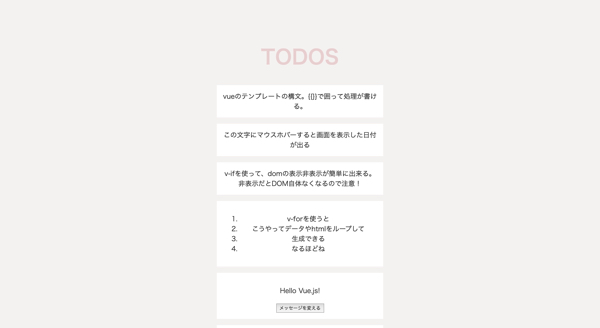 TODOS
vueのテンプレートの構文。{{}}で囲って処理が書け
る。
この文字にマウスホバーすると画面を表示した日付
が出る
v-ifを使って、domの表示非表示が簡単に出来る。
非表示だとDOM自体なくなるので注意！
1. v-forを使うと
2. こうやってデータやhtmlをループして
3. 生成できる
4. なるほどね
Hello Vue.js!
メッセージを変える